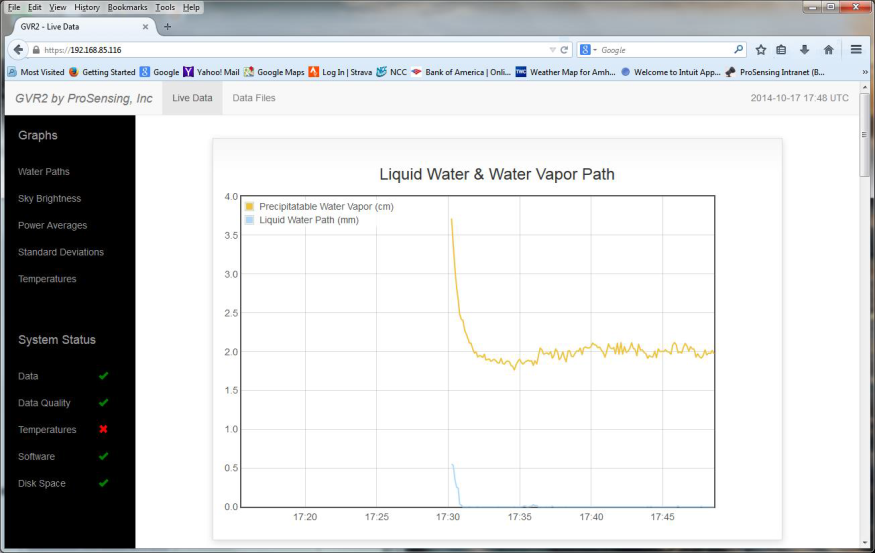 File Edit View History Bookmarks Tools Help
GVR2 - Live Data
https://192.168.85.116
Google
Most Visited Getting Started Google Yahoo! Mail Google Maps Log In | Strava NCC Bank of America | Onli... Weather Map for Amh... Welcome to Intuit App... ProSensing Intranet (B...
GVR2 by ProSensing, Inc Live Data Data Files 2014-10-17 17:48 UTC
Graphs
Water Paths
Sky Brightness
Power Averages
Standard Deviations
Temperatures
System Status
Data
Data Quality
Temperatures
Software
Disk Space
Liquid Water & Water Vapor Path
Precipitatable Water Vapor (cm)
Liquid Water Path (mm)
4.0
3.5
3.0
2.5
2.0
1.5
1.0
0.5
0.0
17:20 17:25 17:30 17:35 17:40 17:45